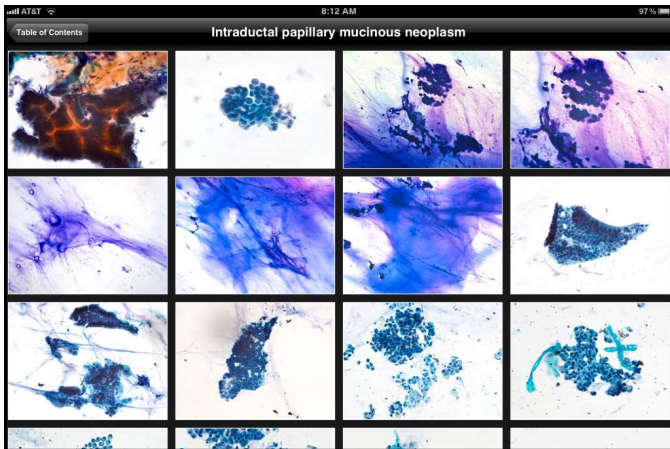 AT&T 8:12 AM 97%
Table of Contents Intraductal papillary mucinous neoplasm